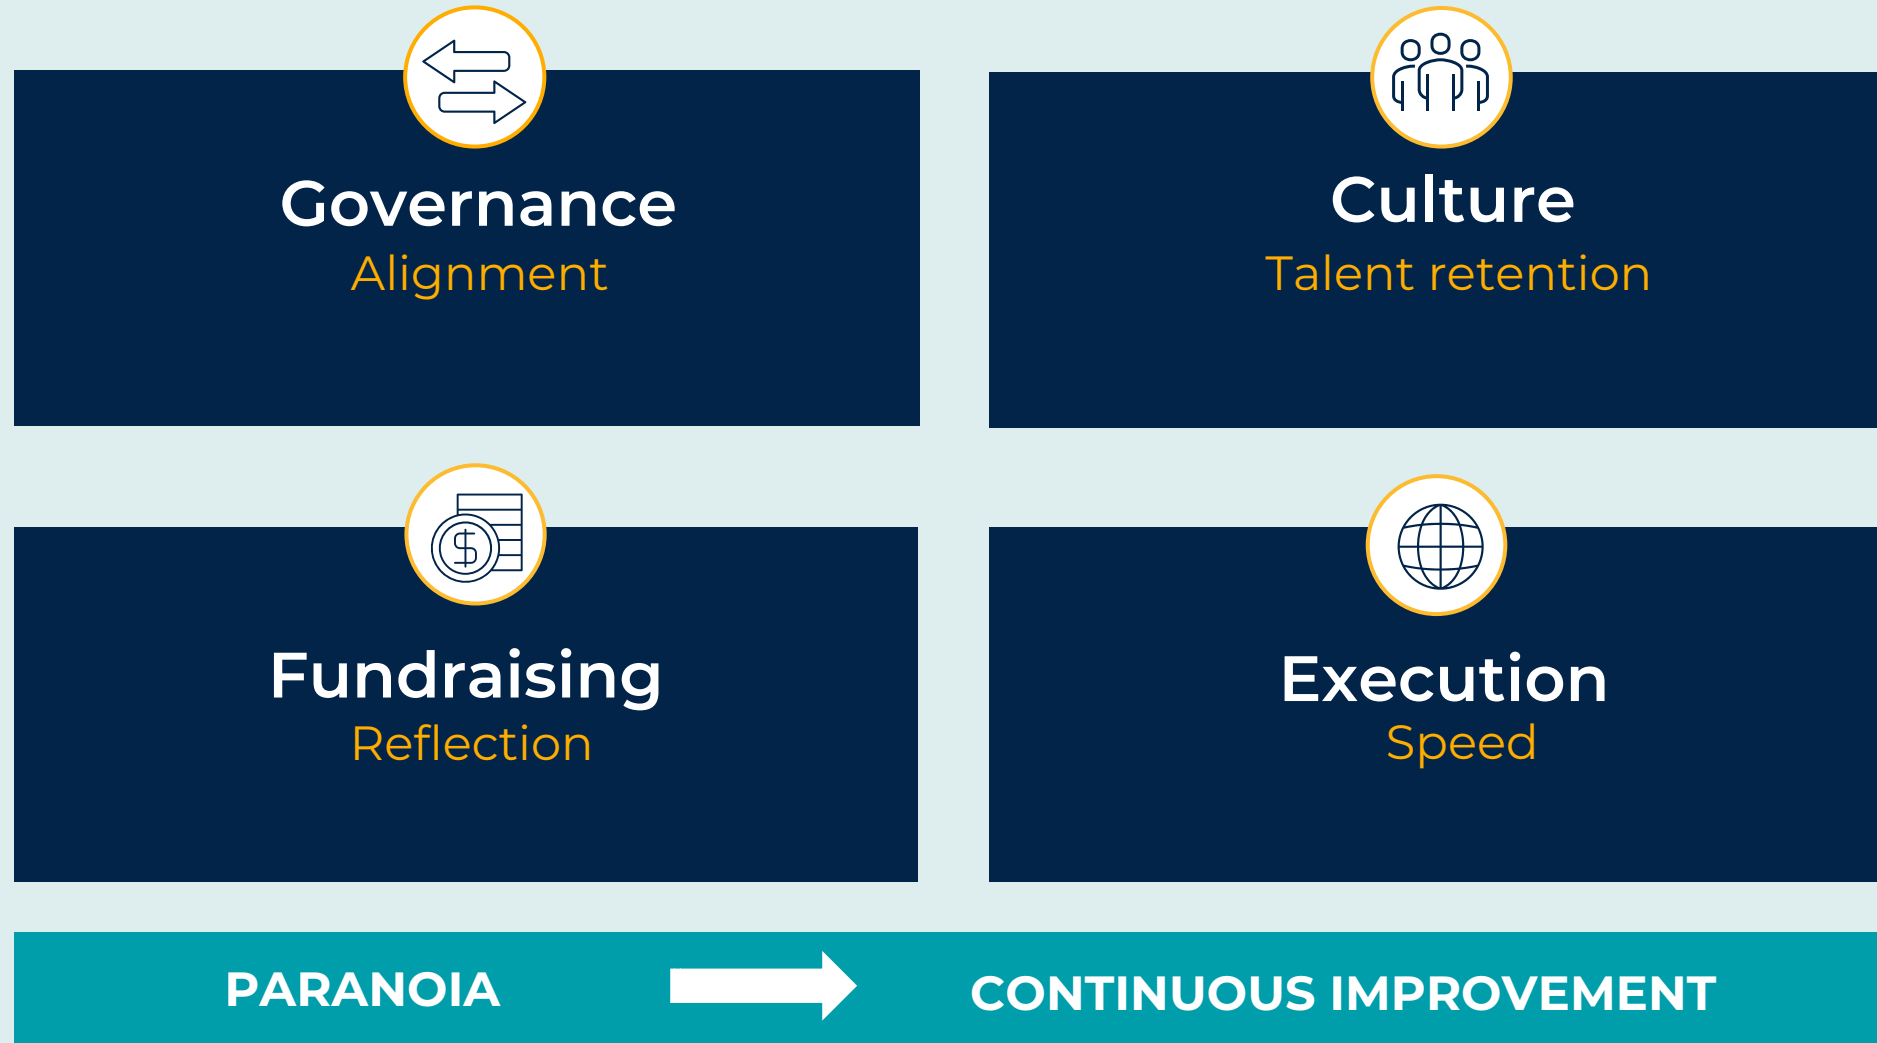 Governance
Alignment
Culture
Talent retention
$
Fundraising
Reflection
Execution
Speed
PARANOIA
CONTINUOUS IMPROVEMENT